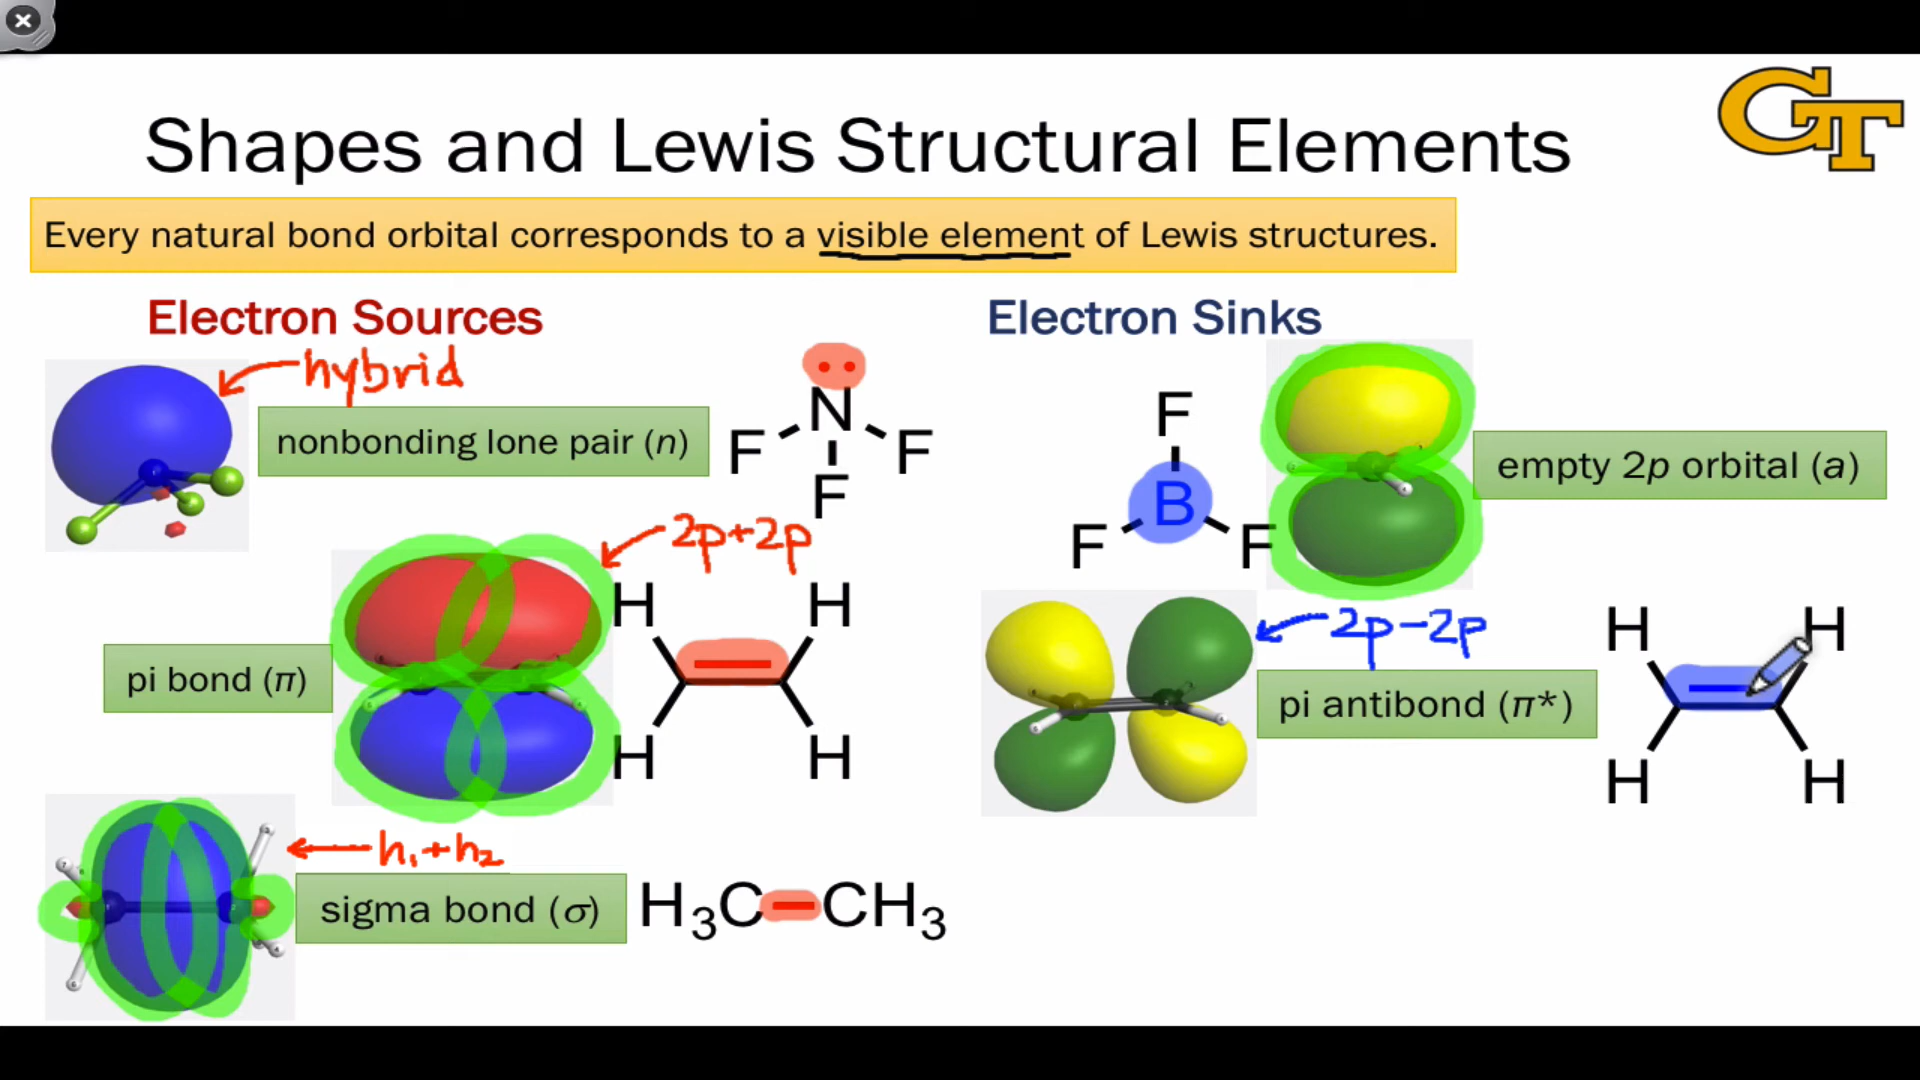 GT
Shapes and Lewis Structural Elements
Every natural bond orbital corresponds to a visible element of Lewis structures.
Electron Sources
hybrid
nonbonding lone pair (n)
N
F F
F
2p+2p
pi bond (π)
H H
H H
h₁+h₂
sigma bond (σ)
H₃C CH₃
Electron Sinks
F
B
F F
empty 2p orbital (a)
2p-2p
pi antibond (π*)
H H
H H